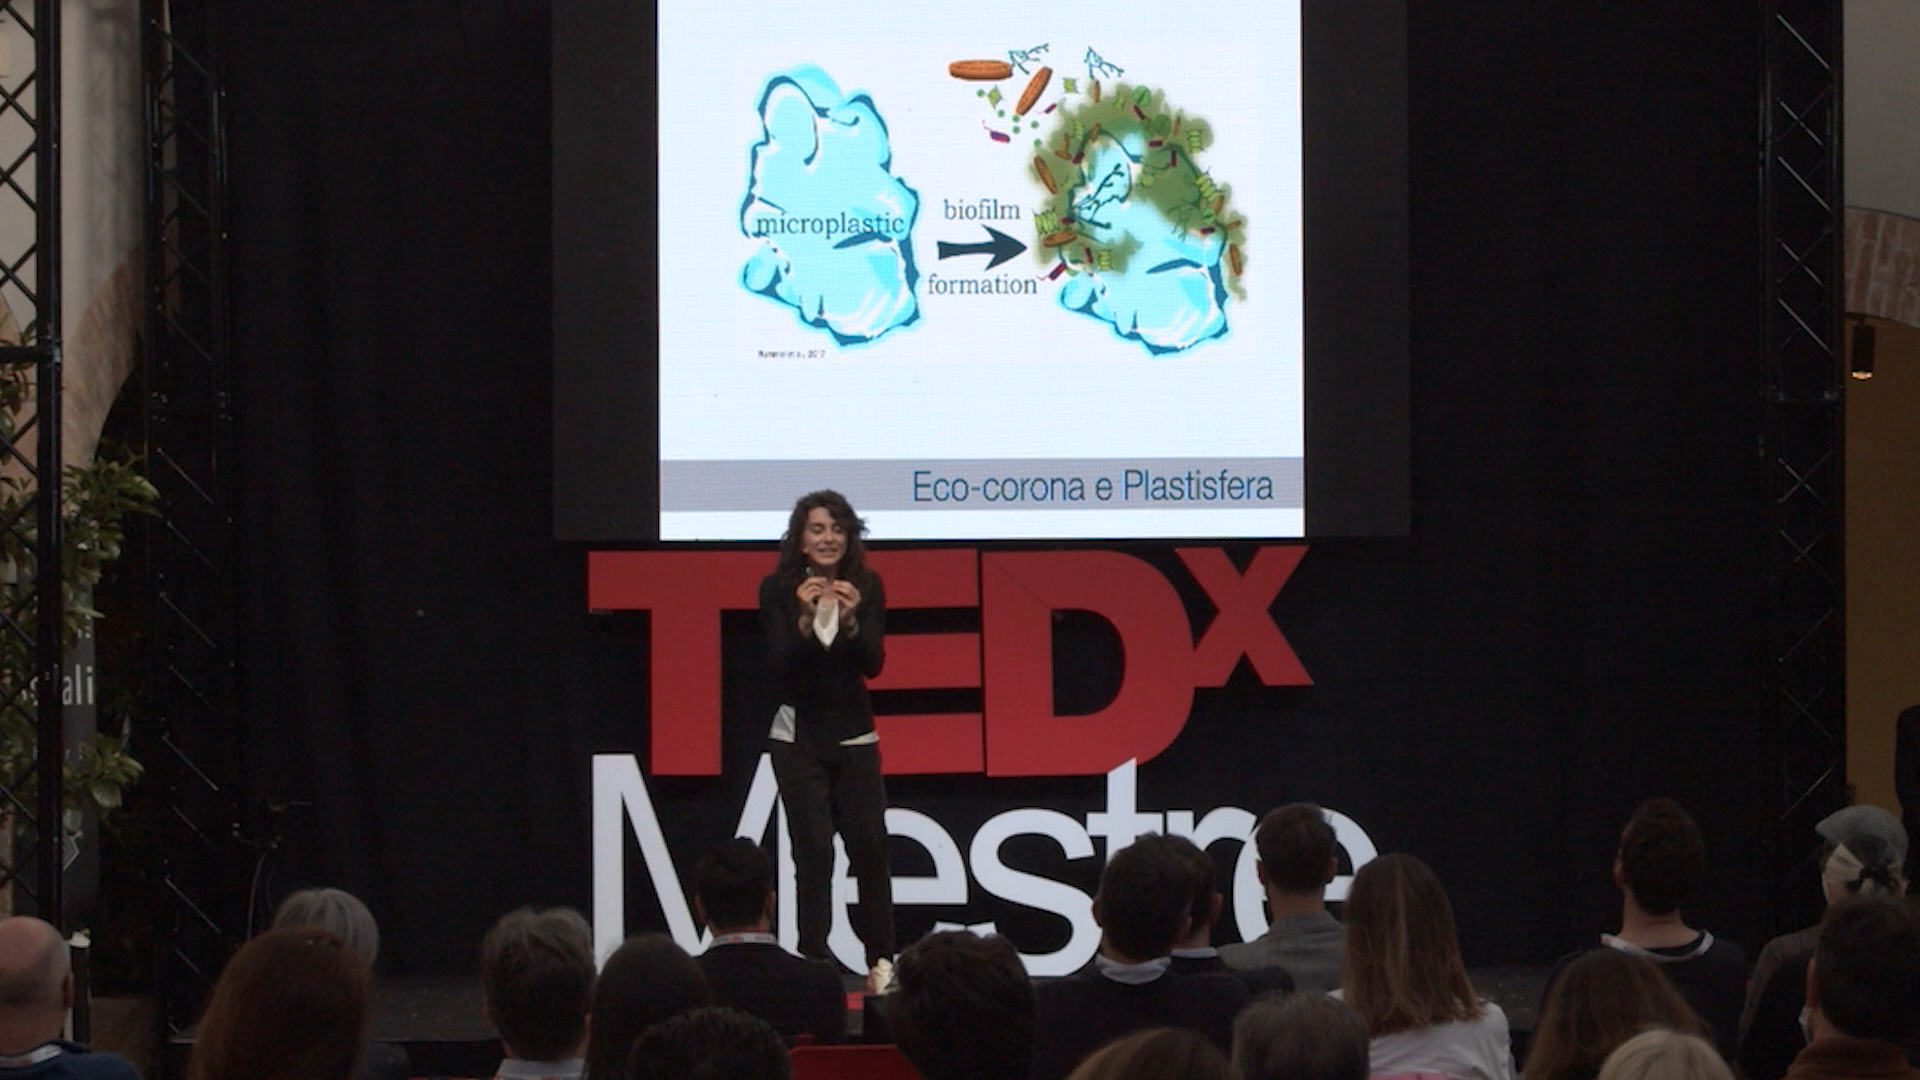 microplastic
biofilm
formation
Eco-corona e Plastisfera
TEDx
Mestre